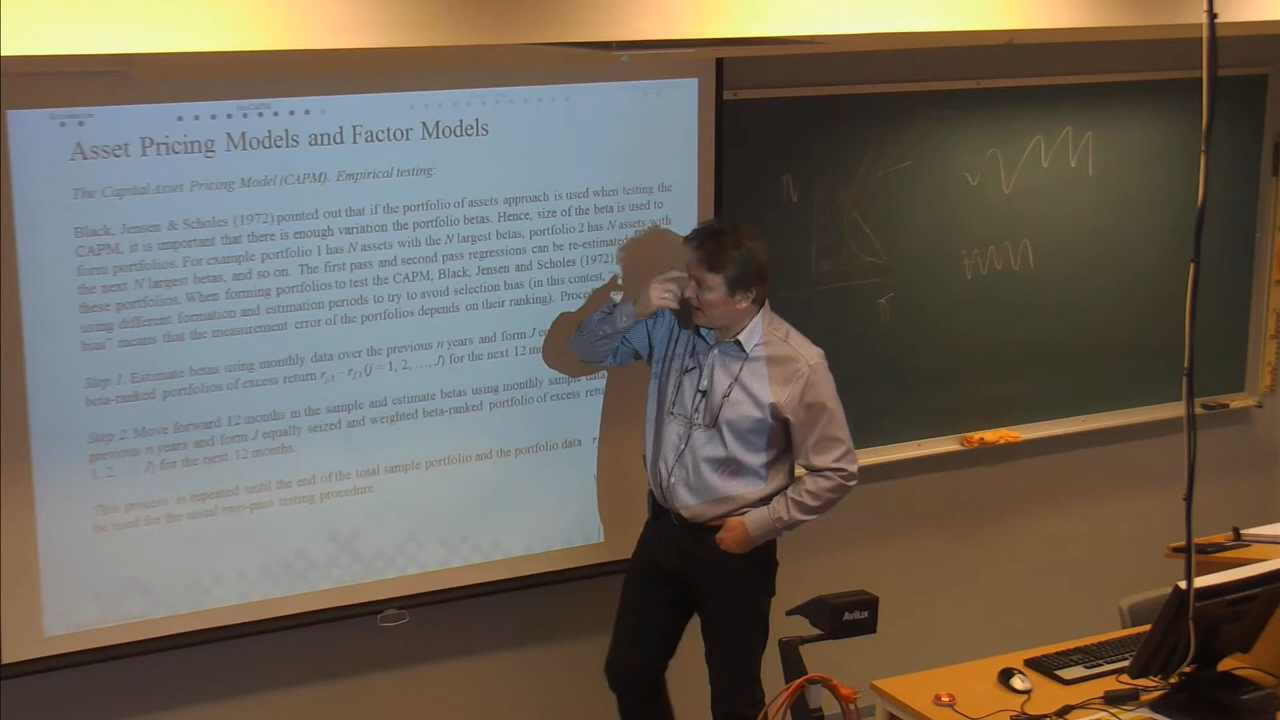 the CAPM
Asset Pricing Models and Factor Models
The Capital Asset Pricing Model (CAPM). Empirical testing:
Black, Jensen & Scholes (1972) pointed out that if the portfolio of assets approach is used when testing the
CAPM, it is important that there is enough variation the portfolio betas. Hence, size of the beta is used to
form portfolios. For example portfolio 1 has N assets with the N largest betas, portfolio 2 has N assets with
the next N largest betas, and so on. The first pass and second pass regressions can be re-estimated
these portfolios. When forming portfolios to test the CAPM, Black, Jensen and Scholes (1972)
using different formation and estimation periods to try to avoid selection bias (in this contest,
bias" means that the measurement error of the portfolios depends on their ranking).
Step 1. Estimate betas using monthly data over the previous n years and form J
beta-ranked portfolios of excess return rj,t − rf,t (j = 1, 2, …, J) for the next 12
Step 2. Move forward 12 months in the sample and estimate betas using monthly sample data
previous n years and form J equally seized and weighted beta-ranked portfolio of excess
1, 2, … J) for the next 12 months.
This process is repeated until the end of the total sample portfolio and the portfolio data r
be used for the usual two-pass testing procedure
Avilux